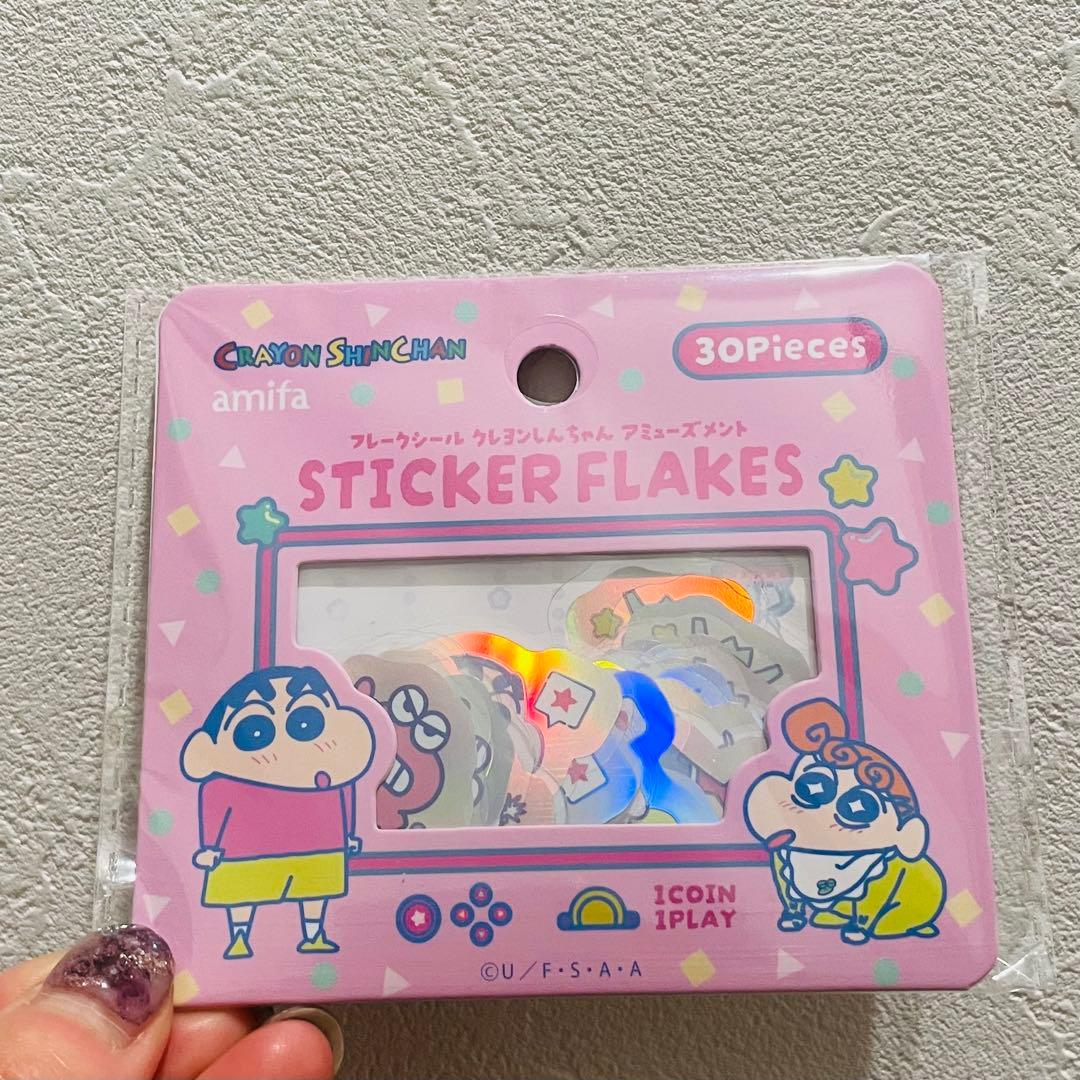 CRAYON SHINCHAN
amifa
30Pieces
フレークシール クレヨンしんちゃん アミューズメント
STICKER FLAKES
1COIN
1PLAY
©U/F・S・A・A